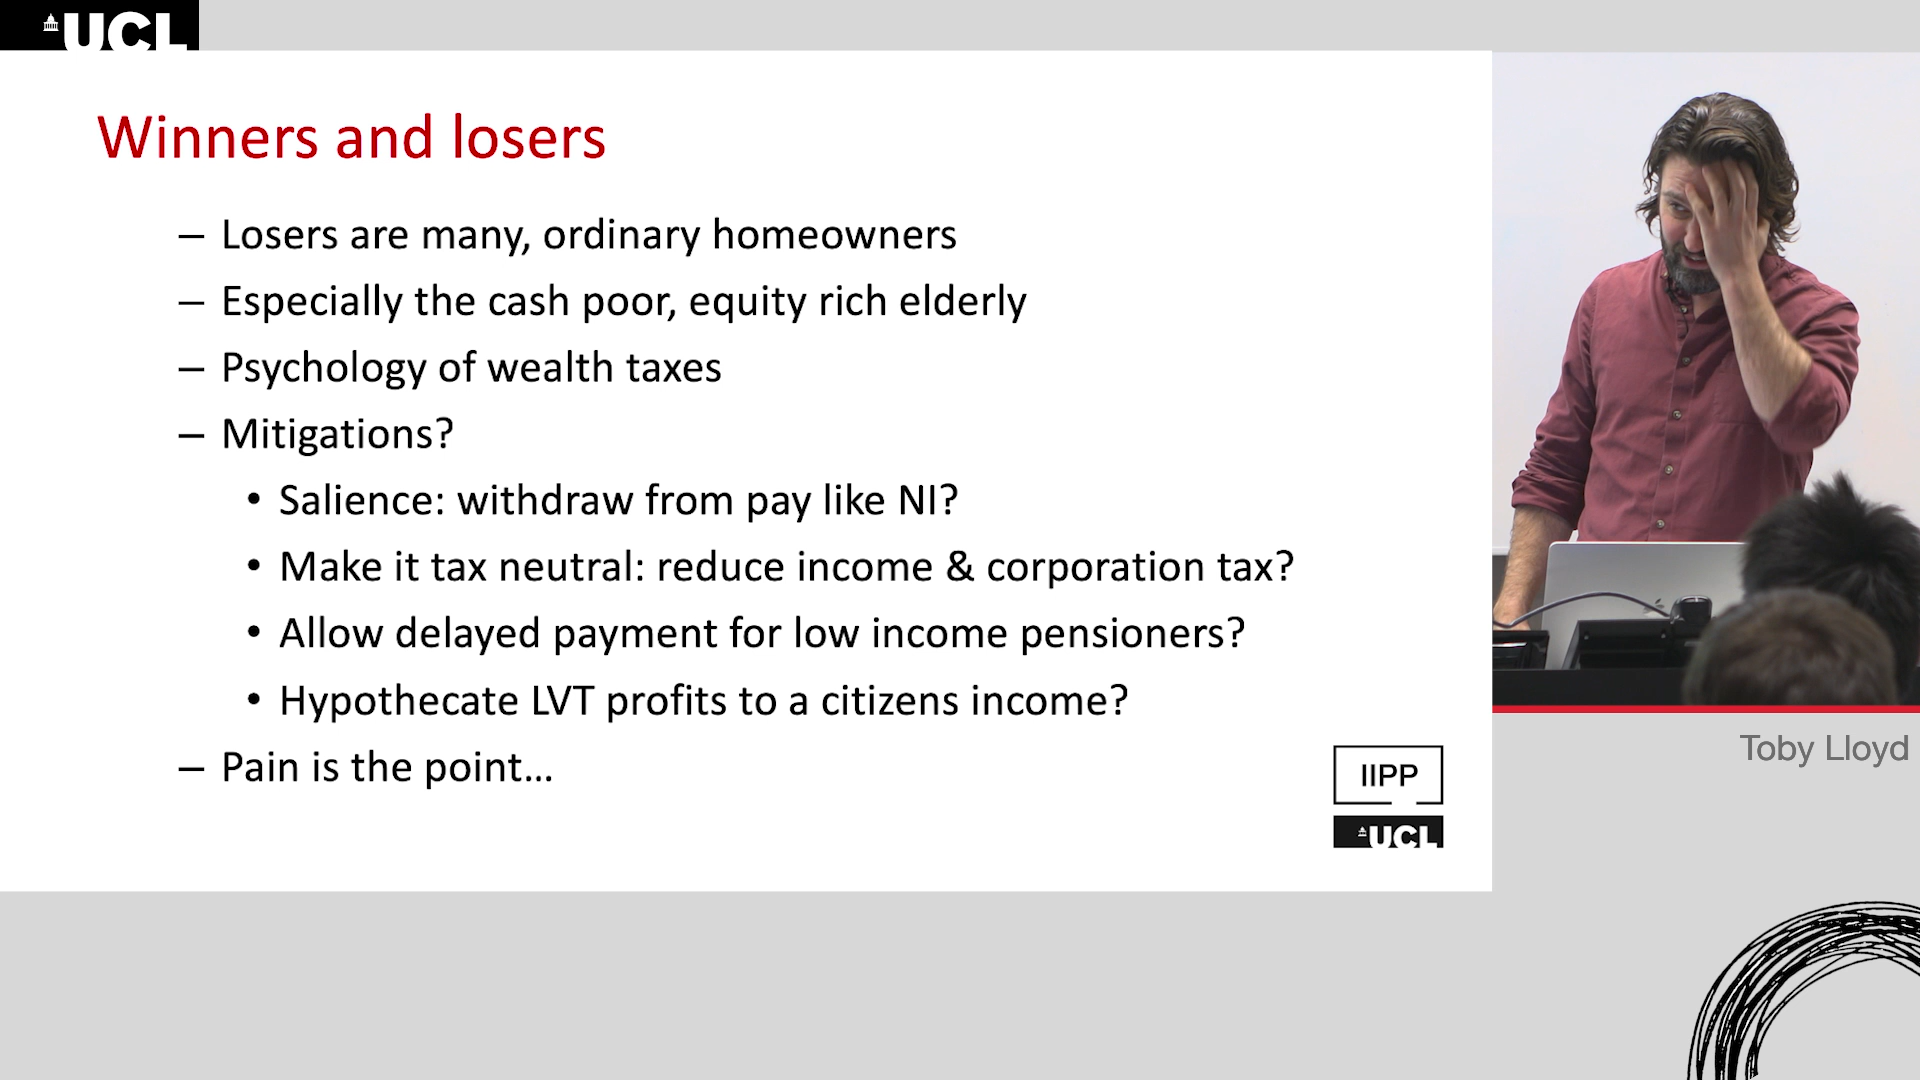 UCL
Winners and losers
– Losers are many, ordinary homeowners
– Especially the cash poor, equity rich elderly
– Psychology of wealth taxes
– Mitigations?
• Salience: withdraw from pay like NI?
• Make it tax neutral: reduce income & corporation tax?
• Allow delayed payment for low income pensioners?
• Hypothecate LVT profits to a citizens income?
– Pain is the point…
IIPP
UCL
Toby Lloyd